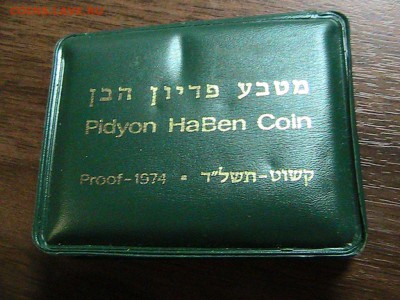 מטבע פדיון הבן
Pidyon HaBen Coin
Proof-1974 • קשוט-תשל"ד